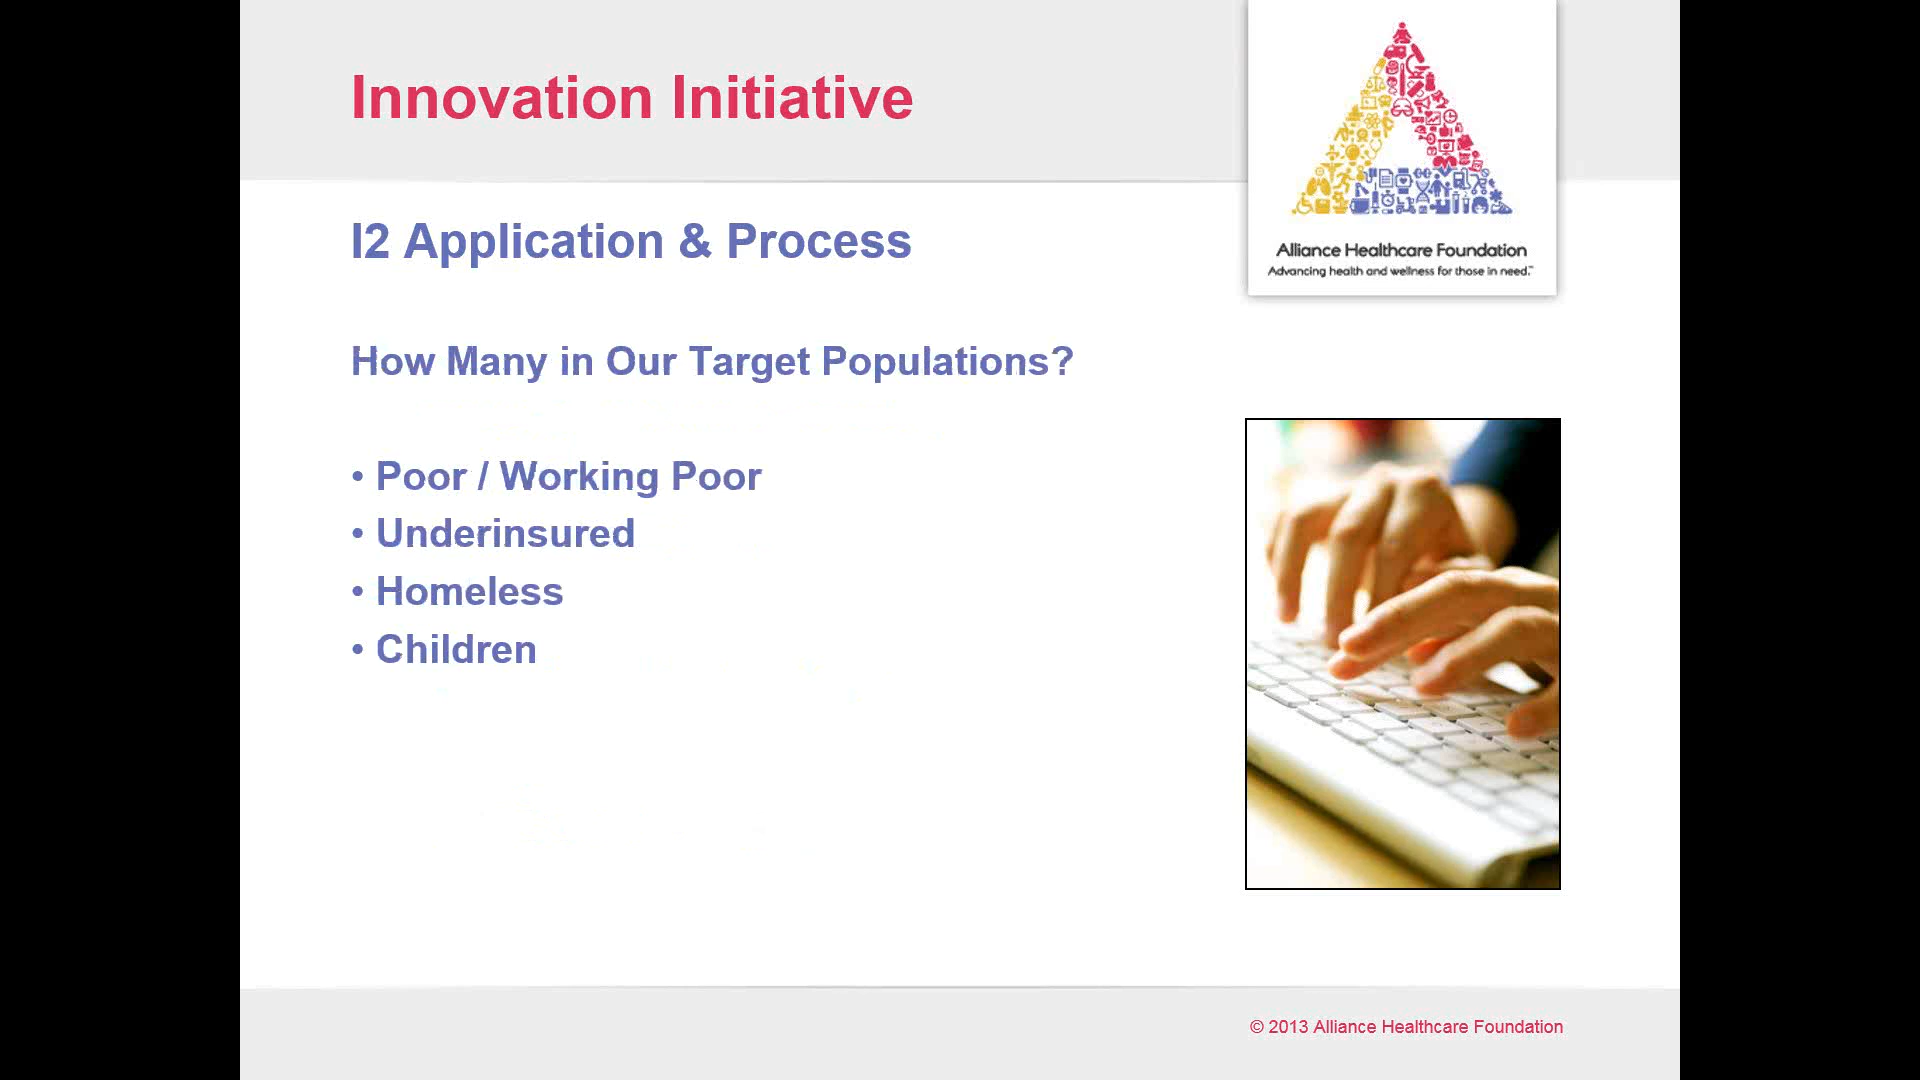 Innovation Initiative
Alliance Healthcare Foundation
Advancing health and wellness for those in need.™
I2 Application & Process
How Many in Our Target Populations?
• Poor / Working Poor
• Underinsured
• Homeless
• Children
© 2013 Alliance Healthcare Foundation